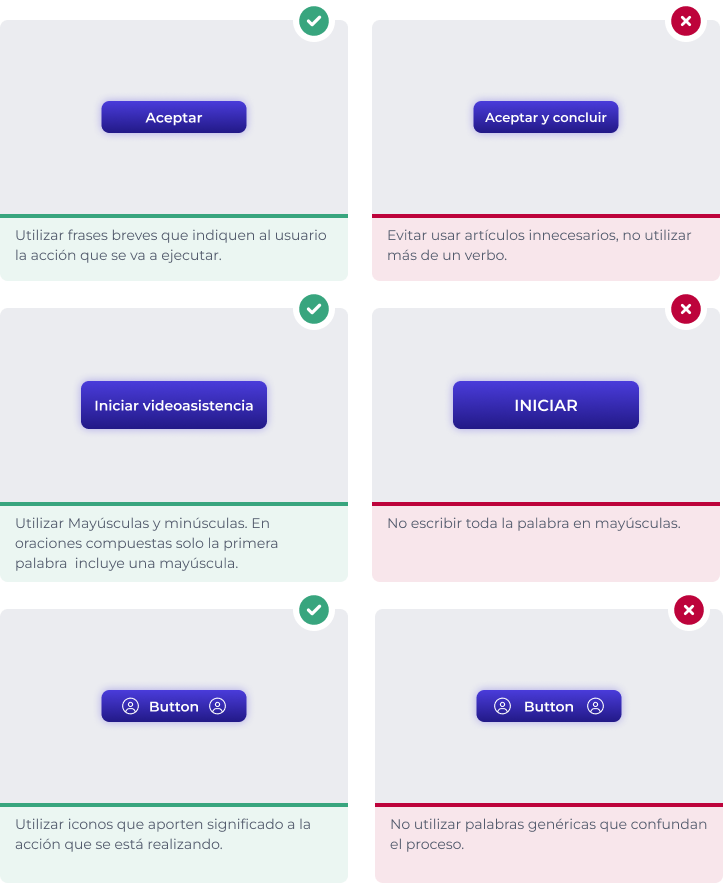 Aceptar
Utilizar frases breves que indiquen al usuario
la acción que se va a ejecutar.
Aceptar y concluir
Evitar usar artículos innecesarios, no utilizar
más de un verbo.
Iniciar videoasistencia
Utilizar Mayúsculas y minúsculas. En
oraciones compuestas solo la primera
palabra  incluye una mayúscula.
INICIAR
No escribir toda la palabra en mayúsculas.
Button
Utilizar iconos que aporten significado a la
acción que se está realizando.
Button
No utilizar palabras genéricas que confundan
el proceso.